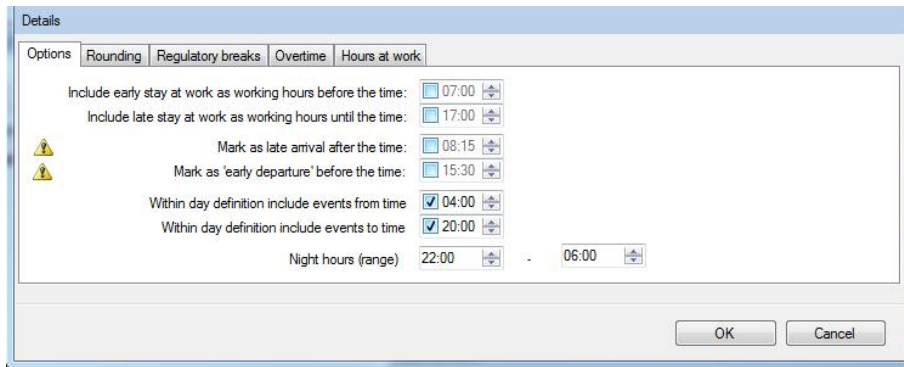 Details
Options Rounding Regulatory breaks Overtime Hours at work
Include early stay at work as working hours before the time: 07:00
Include late stay at work as working hours until the time: 17:00
Mark as late arrival after the time: 08:15
Mark as 'early departure' before the time: 15:30
Within day definition include events from time 04:00
Within day definition include events to time 20:00
Night hours (range) 22:00 - 06:00
OK Cancel